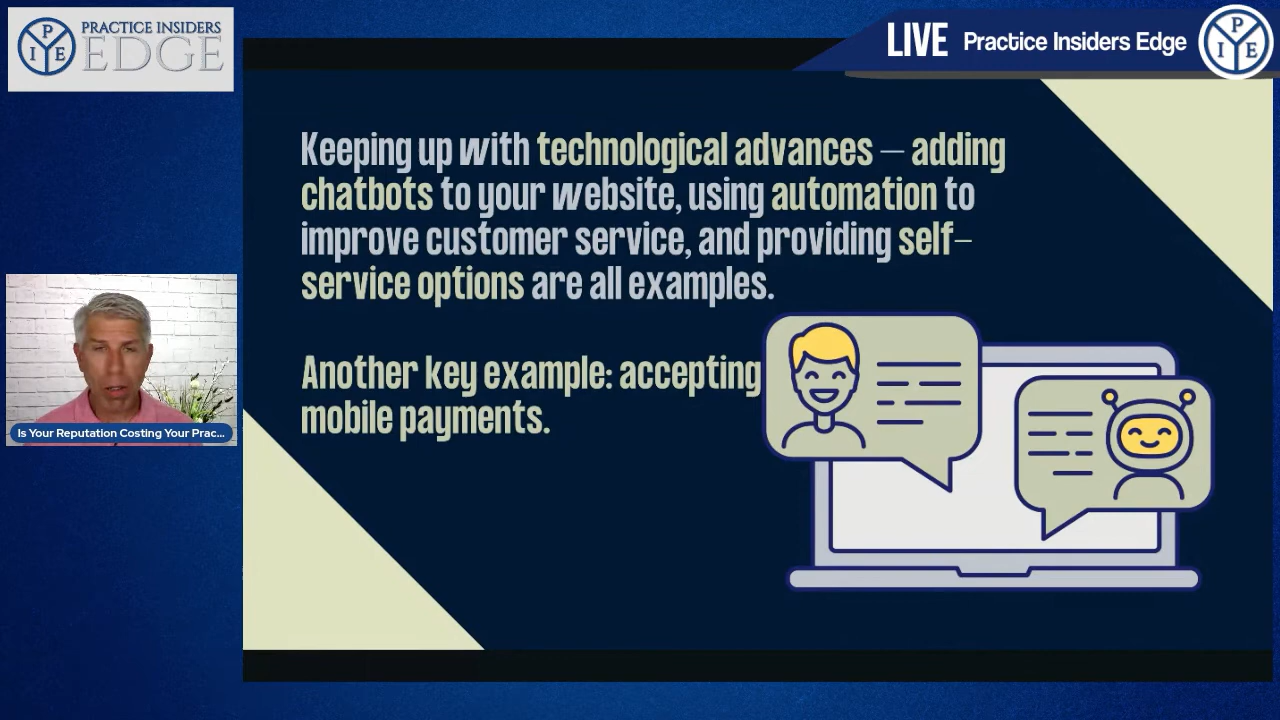 PRACTICE INSIDERS
EDGE
P
I
E
LIVE Practice Insiders Edge
P
I
E
Keeping up with technological advances – adding
chatbots to your website, using automation to
improve customer service, and providing self-
service options are all examples.
Another key example: accepting
mobile payments.
Is Your Reputation Costing Your Prac...